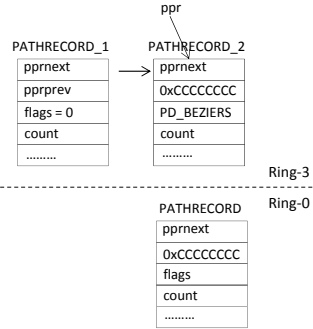 ppr
PATHRECORD_1 PATHRECORD_2
pprnext pprnext
pprprev 0xCCCCCCCC
flags = 0 PD_BEZIERS
count count
……… ………
Ring-3
Ring-0
PATHRECORD
pprnext
0xCCCCCCCC
flags
count
………